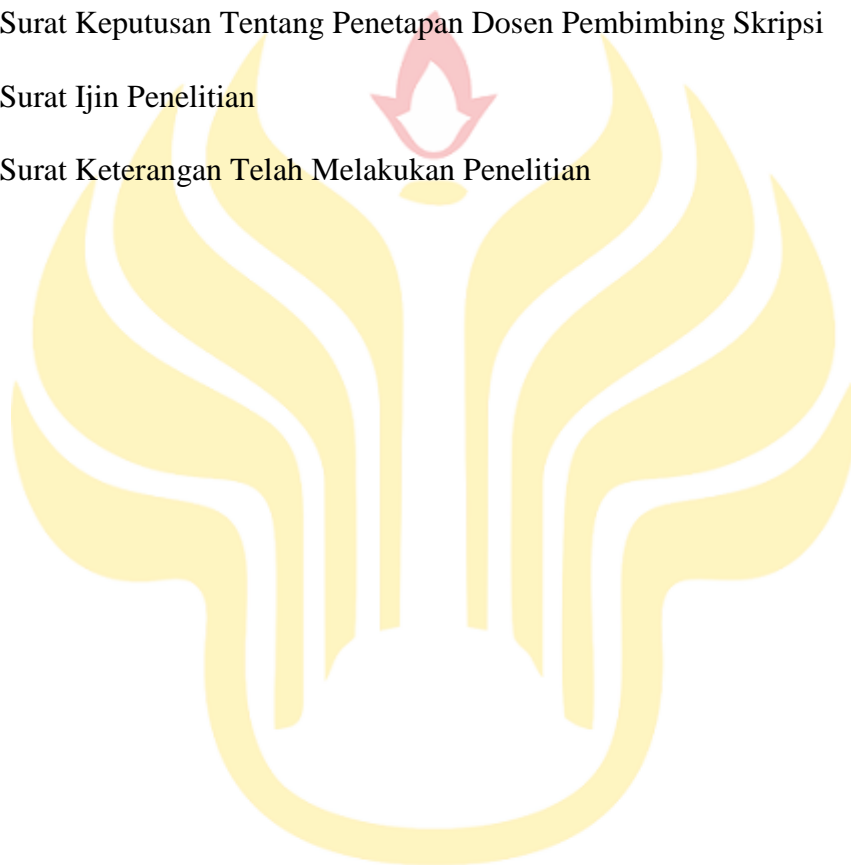 Surat Keputusan Tentang Penetapan Dosen Pembimbing Skripsi
Surat Ijin Penelitian
Surat Keterangan Telah Melakukan Penelitian